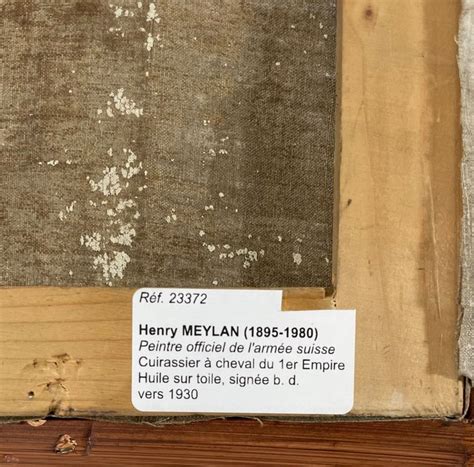 Réf. 23372
Henry MEYLAN (1895-1980)
Peintre officiel de l'armée suisse
Cuirassier à cheval du 1er Empire
Huile sur toile, signée b. d.
vers 1930